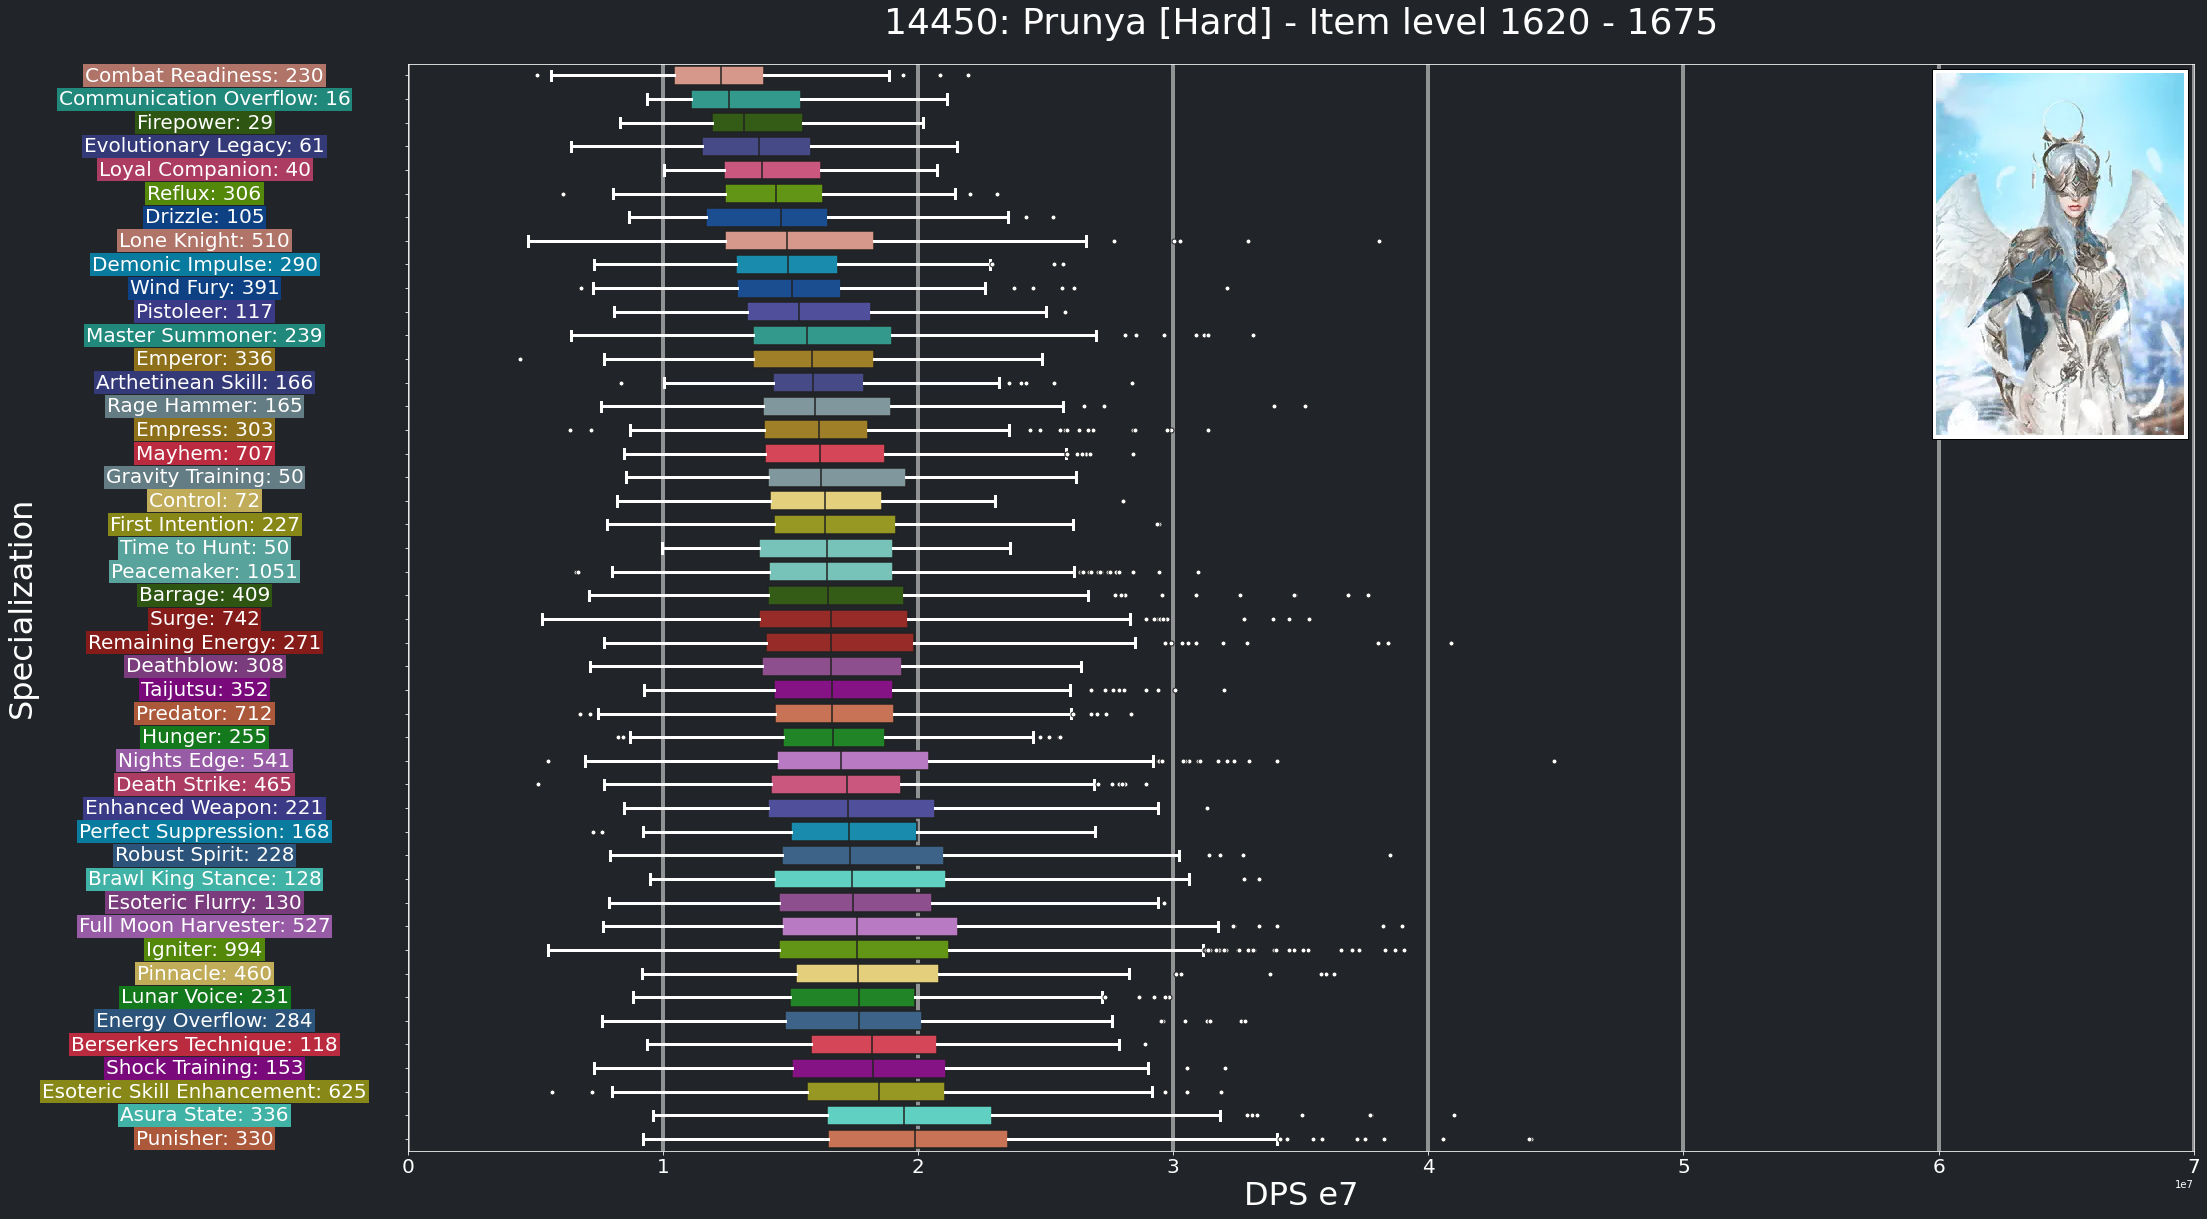 14450: Prunya [Hard] - Item level 1620 - 1675
Specialization
Combat Readiness: 230
Communication Overflow: 16
Firepower: 29
Evolutionary Legacy: 61
Loyal Companion: 40
Reflux: 306
Drizzle: 105
Lone Knight: 510
Demonic Impulse: 290
Wind Fury: 391
Pistoleer: 117
Master Summoner: 239
Emperor: 336
Arthetinean Skill: 166
Rage Hammer: 165
Empress: 303
Mayhem: 707
Gravity Training: 50
Control: 72
First Intention: 227
Time to Hunt: 50
Peacemaker: 1051
Barrage: 409
Surge: 742
Remaining Energy: 271
Deathblow: 308
Taijutsu: 352
Predator: 712
Hunger: 255
Nights Edge: 541
Death Strike: 465
Enhanced Weapon: 221
Perfect Suppression: 168
Robust Spirit: 228
Brawl King Stance: 128
Esoteric Flurry: 130
Full Moon Harvester: 527
Igniter: 994
Pinnacle: 460
Lunar Voice: 231
Energy Overflow: 284
Berserkers Technique: 118
Shock Training: 153
Esoteric Skill Enhancement: 625
Asura State: 336
Punisher: 330
0 1 2 3 4 5 6 7
1e7
DPS e7